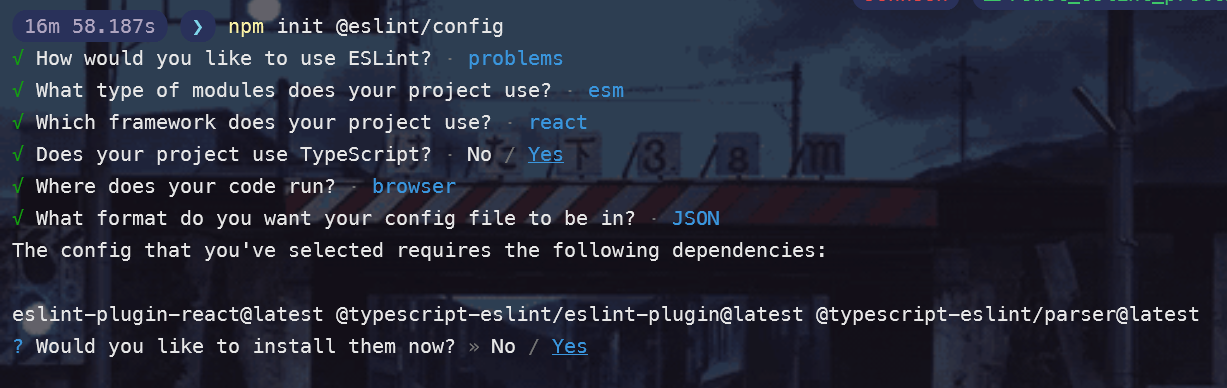 16m 58.187s ❯ npm init @eslint/config
√ How would you like to use ESLint? · problems
√ What type of modules does your project use? · esm
√ Which framework does your project use? · react
√ Does your project use TypeScript? · No / Yes
√ Where does your code run? · browser
√ What format do you want your config file to be in? · JSON
The config that you've selected requires the following dependencies:
eslint-plugin-react@latest @typescript-eslint/eslint-plugin@latest @typescript-eslint/parser@latest
? Would you like to install them now? » No / Yes